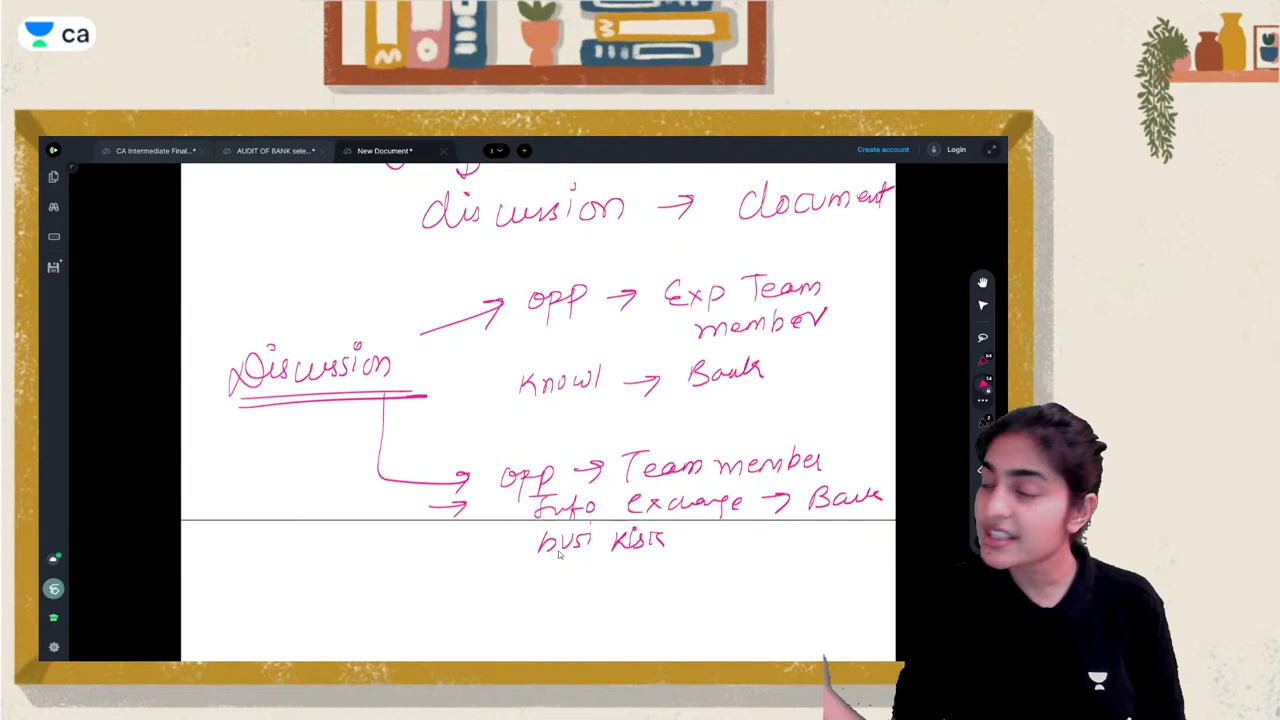 ca
CA Intermediate Final...*
AUDIT OF BANK sele...*
New Document*
Create account
Login
discussion → document
opp → Exp Team
member
Discussion
Knowl → Bank
opp → Team member
→ Info Exchange → Bank
busi Risk